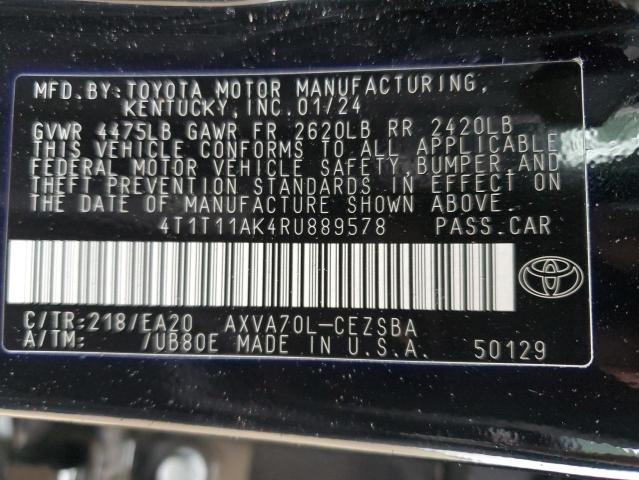 MFD.BY:TOYOTA MOTOR MANUFACTURING,
KENTUCKY, INC. 01/24
GVWR 4475LB GAWR FR 2620LB RR 2420LB
THIS VEHICLE CONFORMS TO ALL APPLICABLE
FEDERAL MOTOR VEHICLE SAFETY, BUMPER, AND
THEFT PREVENTION STANDARDS IN EFFECT ON
THE DATE OF MANUFACTURE SHOWN ABOVE.
4T1T11AK4RU889578 PASS.CAR
C/TR:218/EA20 AXVA70L-CEZSBA
A/TM: /UB80E MADE IN U.S.A. 50129